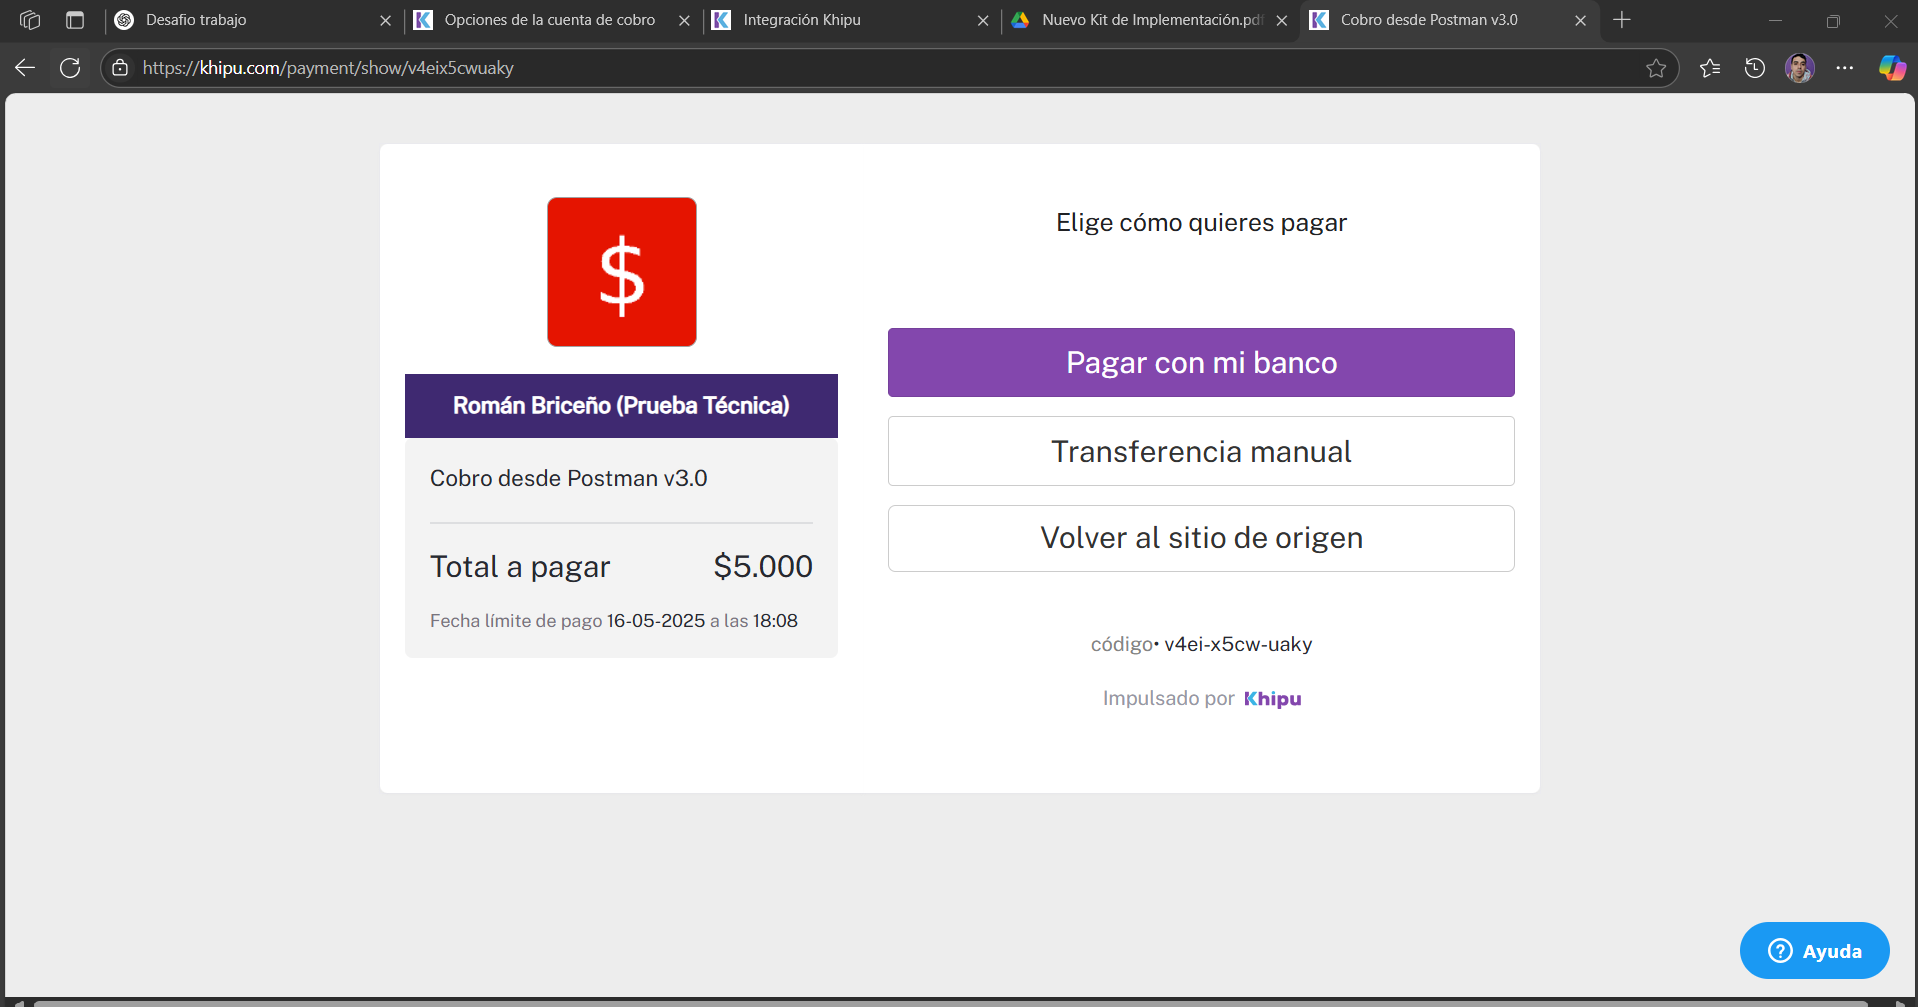 Desafio trabajo
Opciones de la cuenta de cobro
Integración Khipu
Nuevo Kit de Implementación.pdf
Cobro desde Postman v3.0
https://khipu.com/payment/show/v4eix5cwuaky
$
Román Briceño (Prueba Técnica)
Cobro desde Postman v3.0
Total a pagar $5.000
Fecha límite de pago 16-05-2025 a las 18:08
Elige cómo quieres pagar
Pagar con mi banco
Transferencia manual
Volver al sitio de origen
código• v4ei-x5cw-uaky
Impulsado por Khipu
Ayuda